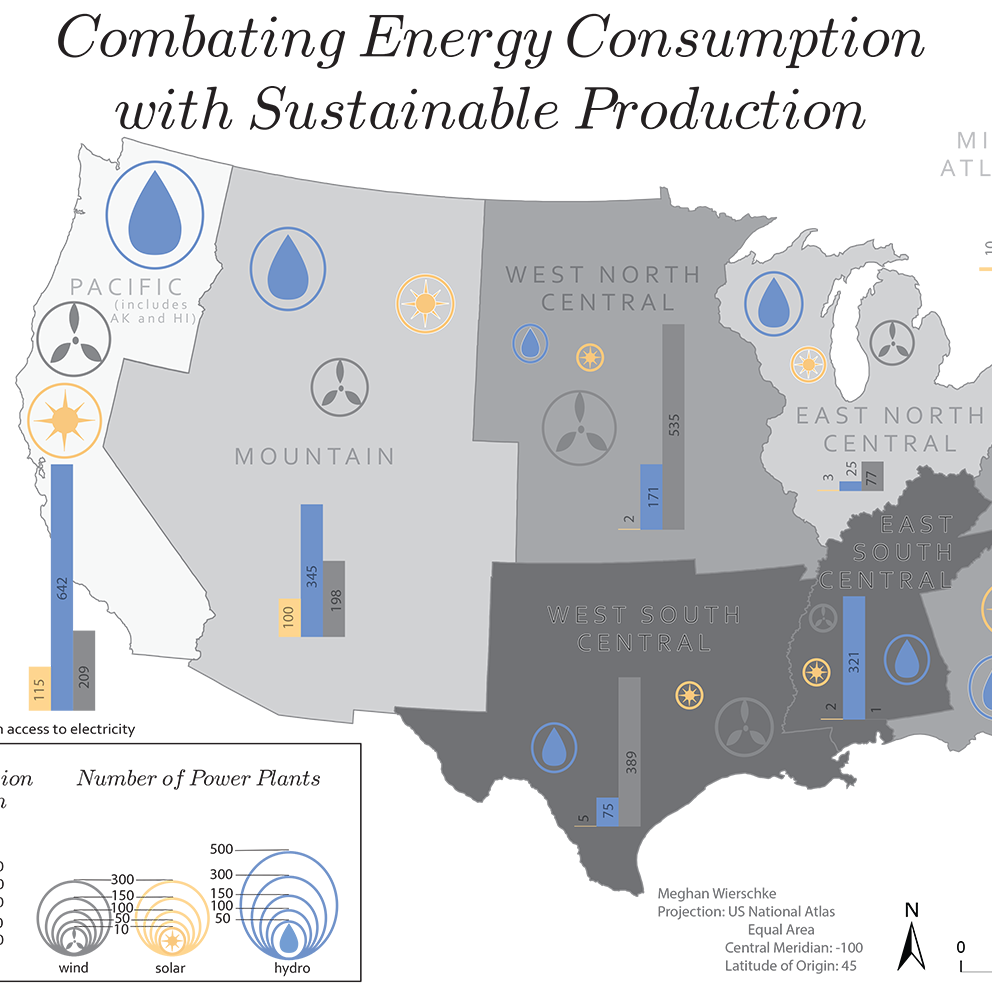 Combating Energy Consumption
with Sustainable Production
MI
ATL
PACIFIC
(includes
AK and HI)
WEST NORTH
CENTRAL
EAST NORTH
CENTRAL
MOUNTAIN
EAST
SOUTH
CENTRAL
WEST SOUTH
CENTRAL
115
642
209
100
345
198
2
171
535
3
25
77
2
321
1
5
75
389
10
n access to electricity
ion
n
Number of Power Plants
300
150
100
50
10
500
300
150
100
50
wind
solar
hydro
Meghan Wierschke
Projection: US National Atlas
Equal Area
Central Meridian: -100
Latitude of Origin: 45
N
0